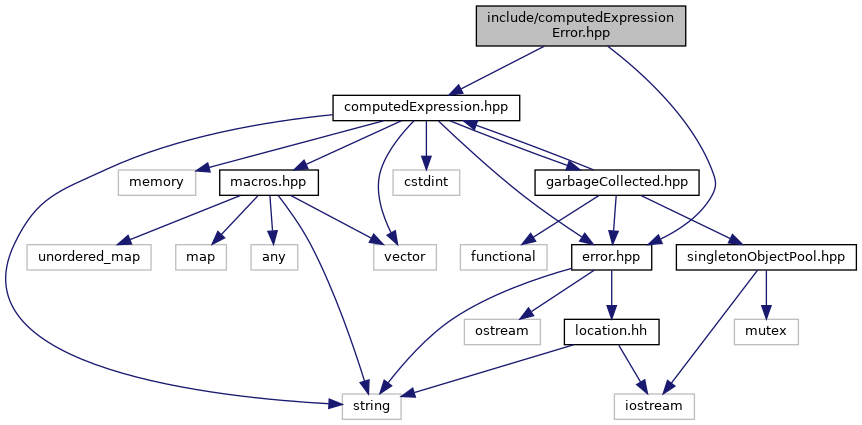 include/computedExpression
Error.hpp
computedExpression.hpp
memory
macros.hpp
cstdint
garbageCollected.hpp
unordered_map
map
any
vector
functional
error.hpp
singletonObjectPool.hpp
ostream
location.hh
mutex
string
iostream